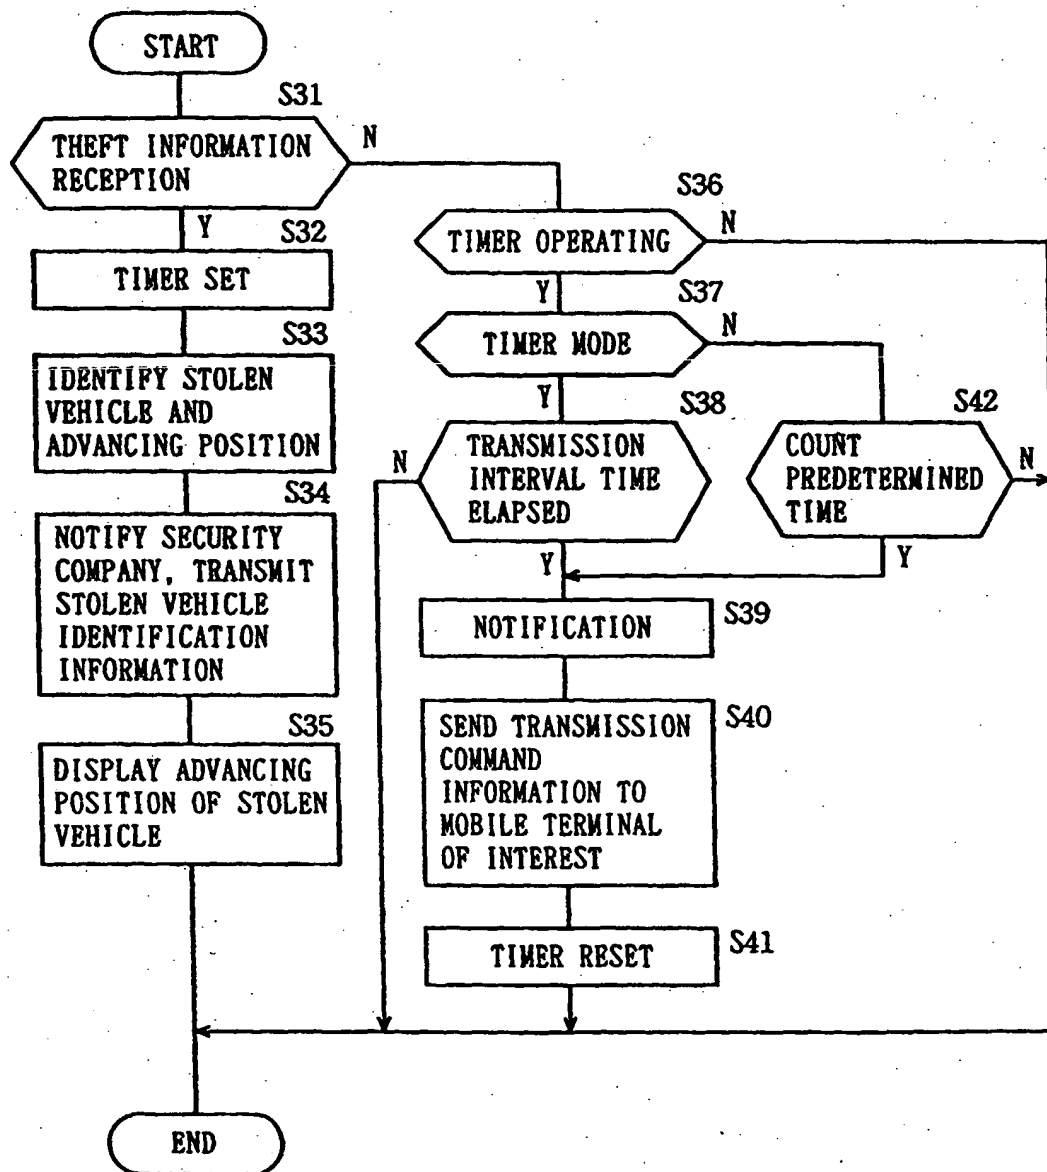 START
S31
THEFT INFORMATION
RECEPTION
N
Y
S32
TIMER SET
S33
IDENTIFY STOLEN
VEHICLE AND
ADVANCING POSITION
S34
NOTIFY SECURITY
COMPANY, TRANSMIT
STOLEN VEHICLE
IDENTIFICATION
INFORMATION
S35
DISPLAY ADVANCING
POSITION OF STOLEN
VEHICLE
S36
TIMER OPERATING
N
Y
S37
TIMER MODE
N
Y
S38
TRANSMISSION
INTERVAL TIME
ELAPSED
N
Y
S42
COUNT
PREDETERMINED
TIME
N
Y
NOTIFICATION
S39
SEND TRANSMISSION
COMMAND
INFORMATION TO
MOBILE TERMINAL
OF INTEREST
S40
TIMER RESET
S41
END